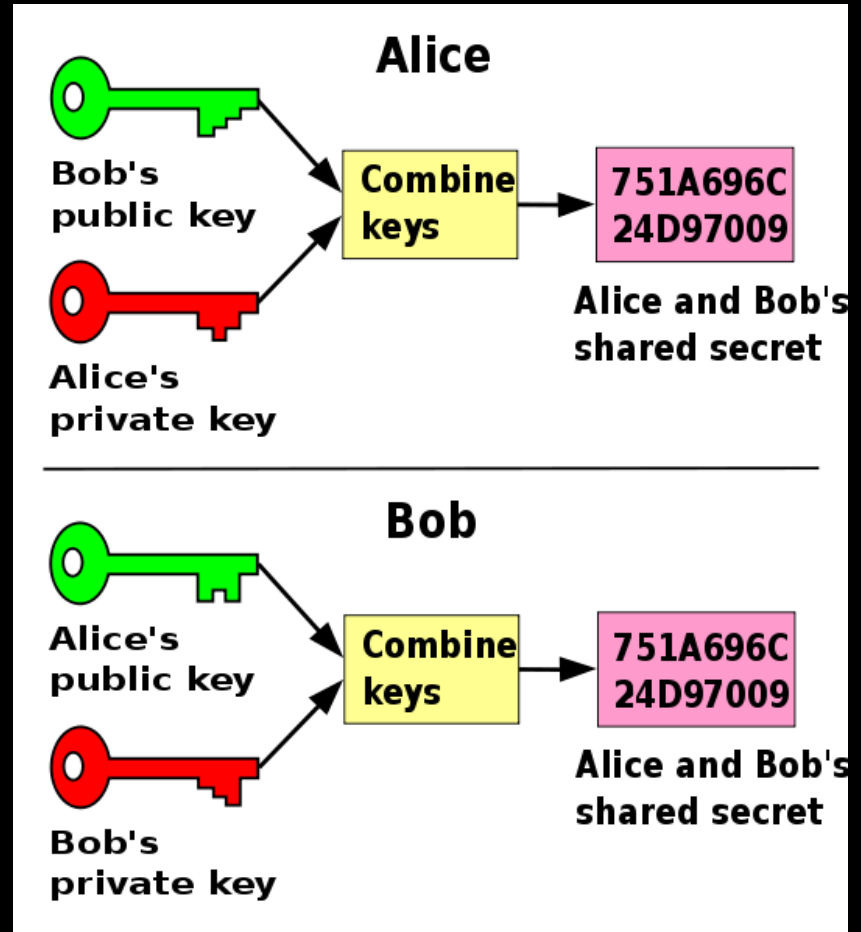 Alice
Bob's
public key
Combine
keys
751A696C
24D97009
Alice and Bob's
shared secret
Alice's
private key
Bob
Alice's
public key
Combine
keys
751A696C
24D97009
Alice and Bob's
shared secret
Bob's
private key